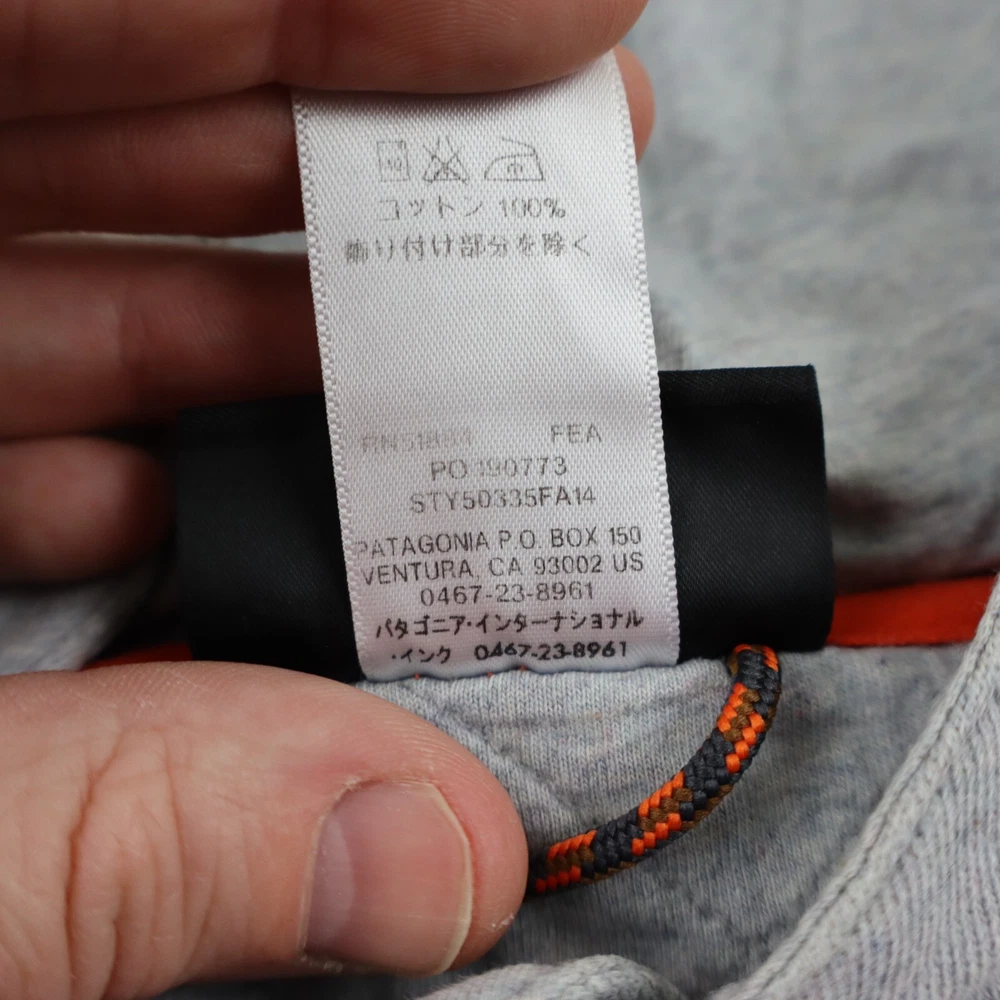 コットン 100%
飾り付け部分を除く
RN51884 FEA
PO 190773
STY50335FA14
PATAGONIA P.O. BOX 150
VENTURA, CA 93002 US
0467-23-8961
パタゴニア・インターナショナル
・インク 0467-23-8961